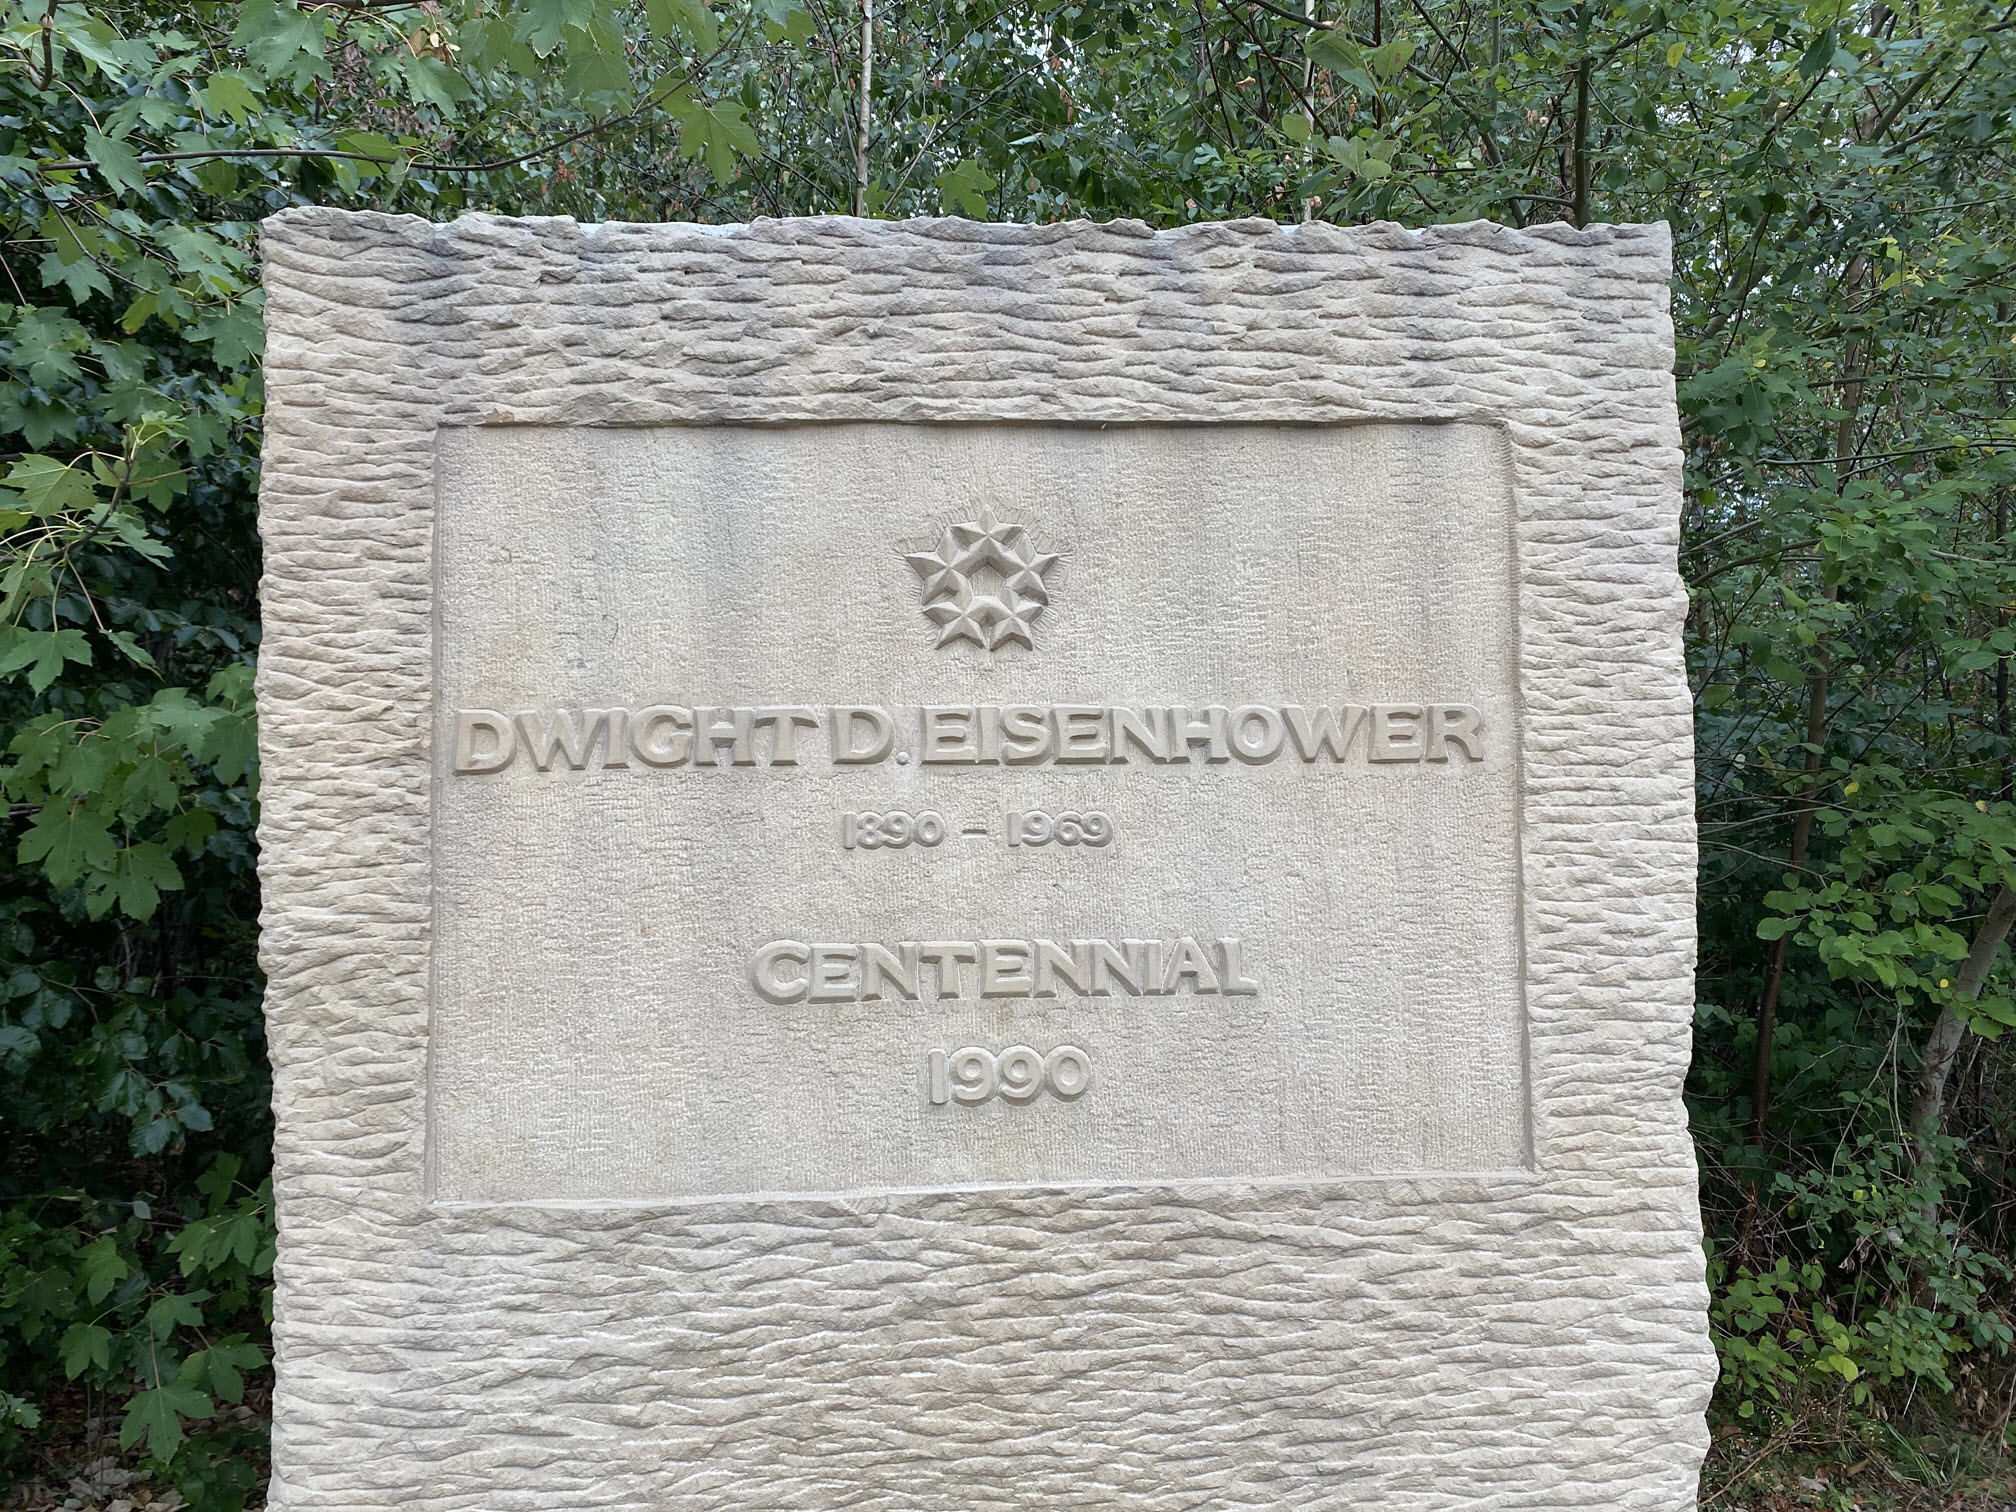 DWIGHT D. EISENHOWER
1890 – 1969
CENTENNIAL
1990